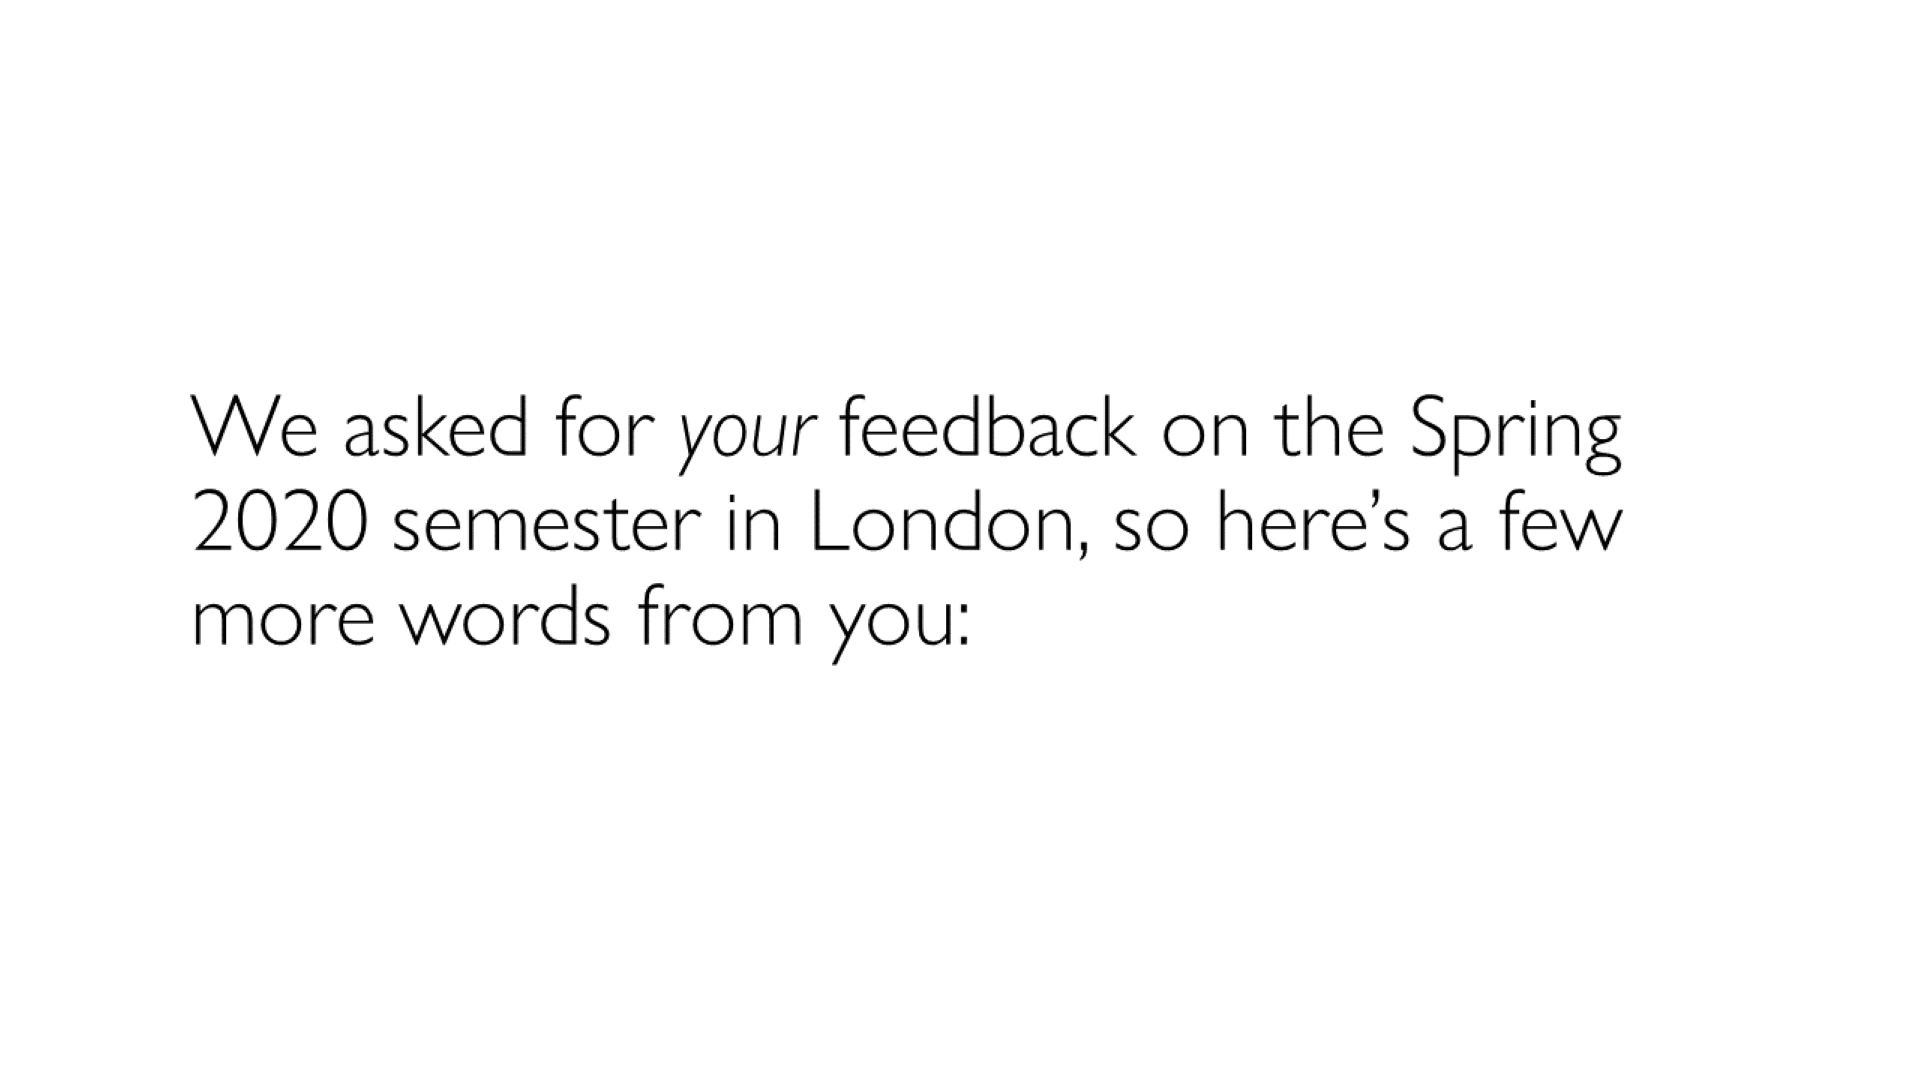 We asked for your feedback on the Spring
2020 semester in London, so here’s a few
more words from you: